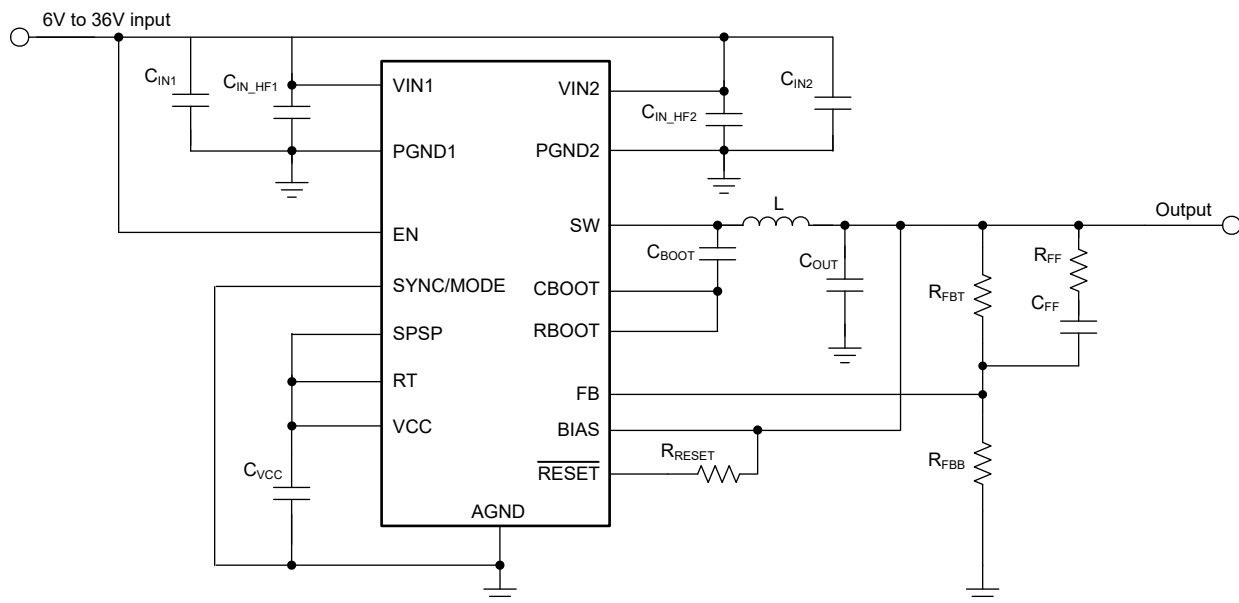 6V to 36V input
C_IN1
C_IN_HF1
VIN1
VIN2
C_IN_HF2
C_IN2
PGND1
PGND2
EN
SW
L
Output
SYNC/MODE
C_BOOT
CBOOT
C_OUT
R_FBT
R_FF
C_FF
SPSP
RBOOT
RT
FB
VCC
BIAS
R_RESET
RESET
R_FBB
C_VCC
AGND